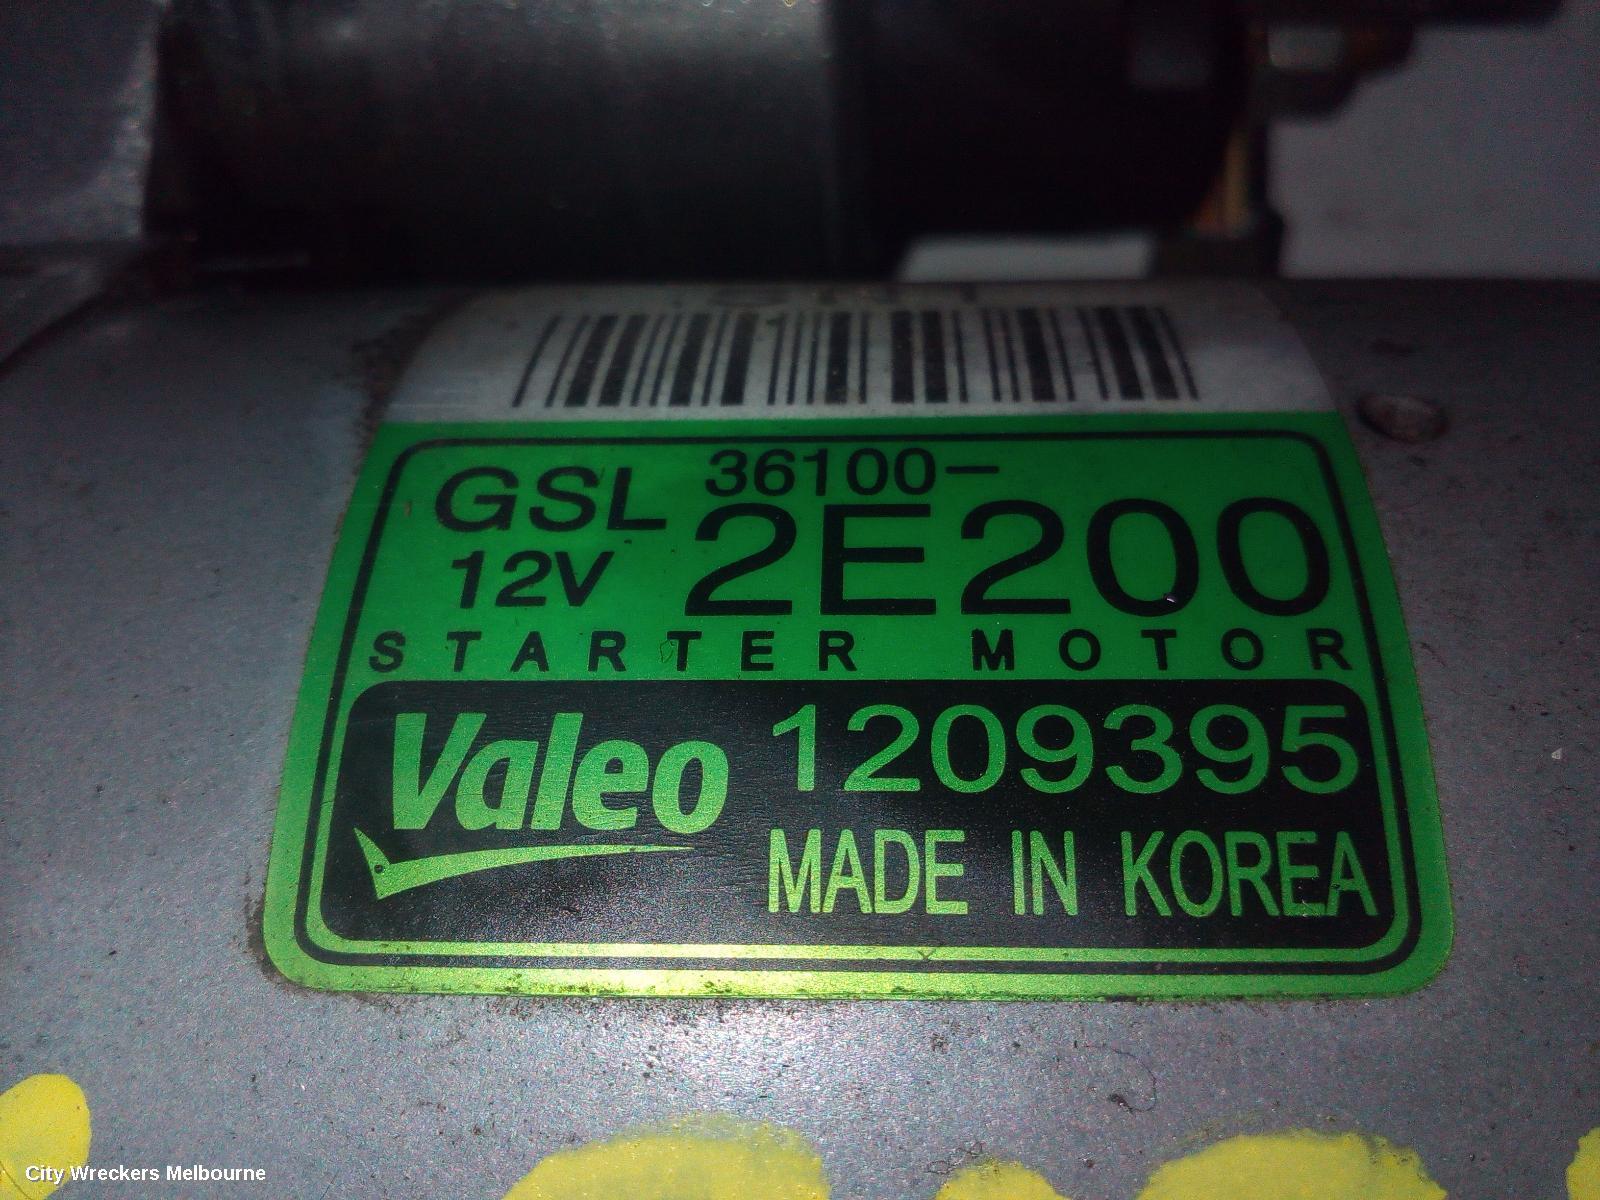 GSL 36100-
12V 2E200
STARTER MOTOR
Valeo 1209395
MADE IN KOREA
City Wreckers Melbourne